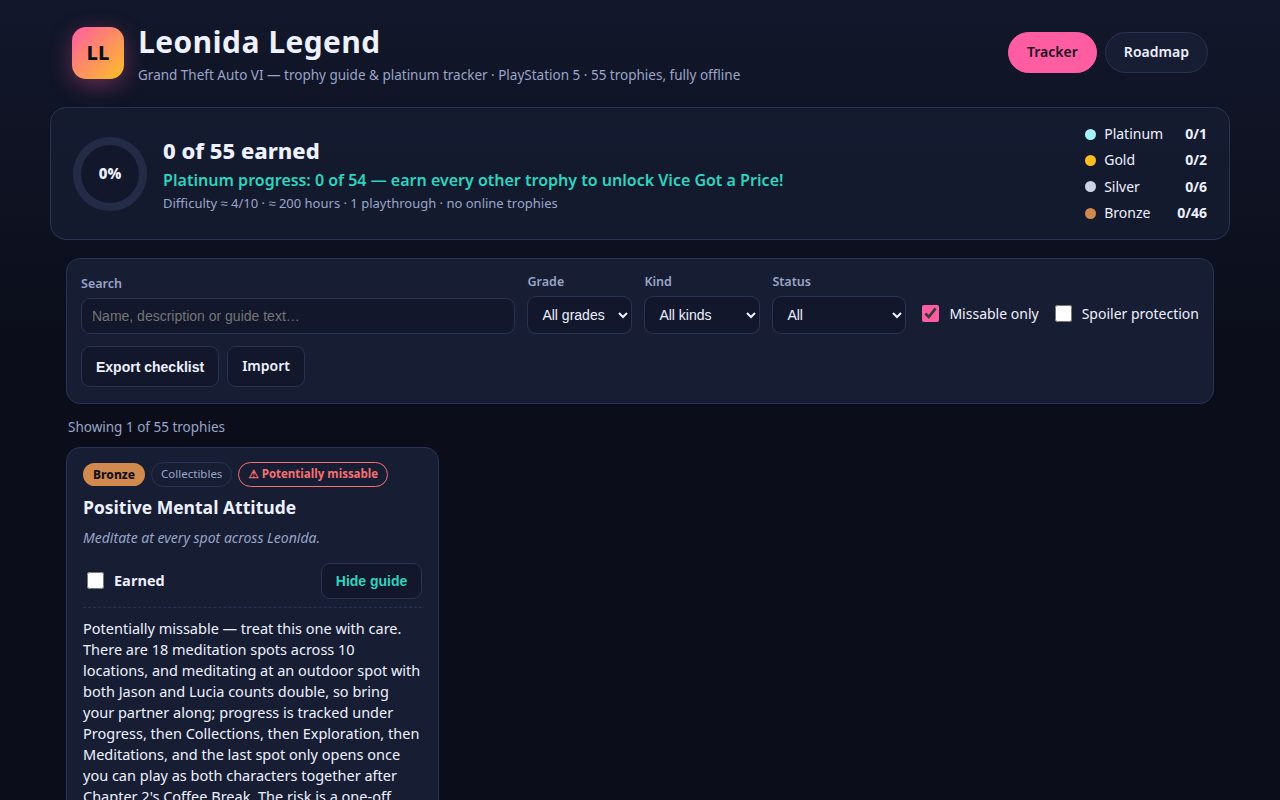 LL
Leonida Legend
Grand Theft Auto VI — trophy guide & platinum tracker · PlayStation 5 · 55 trophies, fully offline
Tracker
Roadmap
0%
0 of 55 earned
Platinum progress: 0 of 54 — earn every other trophy to unlock Vice Got a Price!
Difficulty ≈ 4/10 · ≈ 200 hours · 1 playthrough · no online trophies
Platinum 0/1
Gold 0/2
Silver 0/6
Bronze 0/46
Search
Name, description or guide text…
Grade
All grades
Kind
All kinds
Status
All
Missable only
Spoiler protection
Export checklist
Import
Showing 1 of 55 trophies
Bronze
Collectibles
⚠ Potentially missable
Positive Mental Attitude
Meditate at every spot across Leonida.
Earned
Hide guide
Potentially missable — treat this one with care.
There are 18 meditation spots across 10
locations, and meditating at an outdoor spot with
both Jason and Lucia counts double, so bring
your partner along; progress is tracked under
Progress, then Collections, then Exploration, then
Meditations, and the last spot only opens once
you can play as both characters together after
Chapter 2's Coffee Break. The risk is a one-off